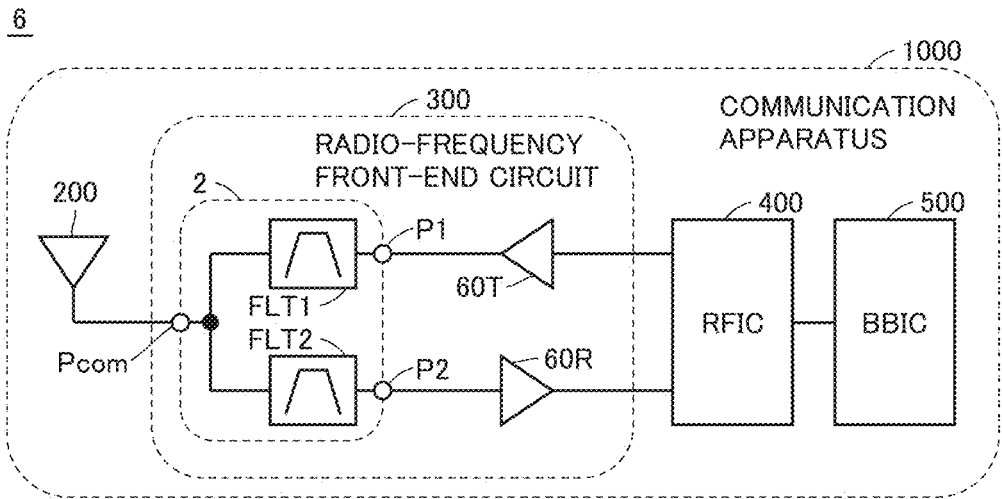 6
1000
COMMUNICATION
APPARATUS
300
RADIO-FREQUENCY
FRONT-END CIRCUIT
200
2
P1
400
500
FLT1
60T
RFIC
BBIC
Pcom
FLT2
P2
60R